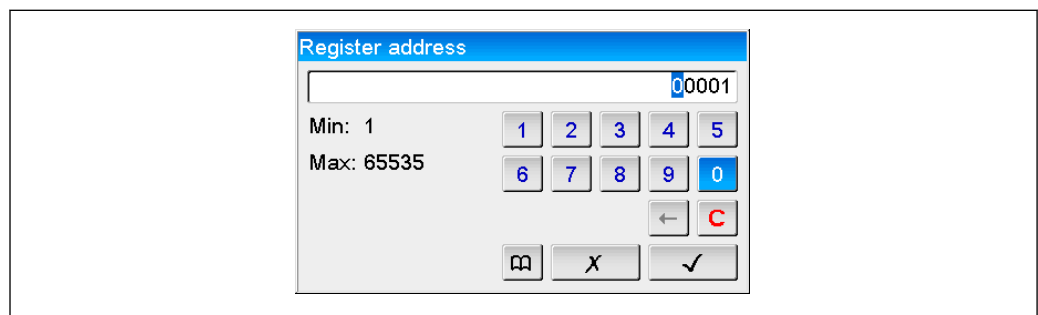 Register address
00001
Min: 1
1 2 3 4 5
Max: 65535
6 7 8 9 0
← C
✗ ✓